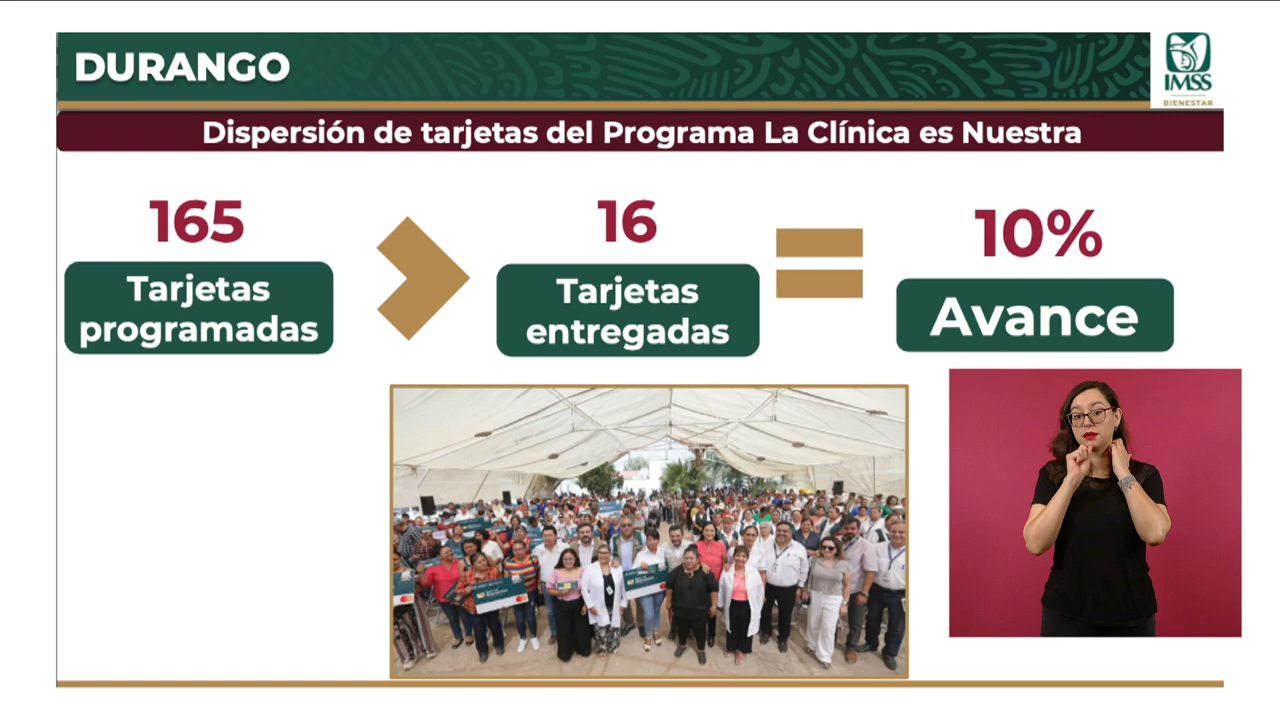 DURANGO
IMSS
BIENESTAR
Dispersión de tarjetas del Programa La Clínica es Nuestra
165
Tarjetas
programadas
16
Tarjetas
entregadas
10%
Avance